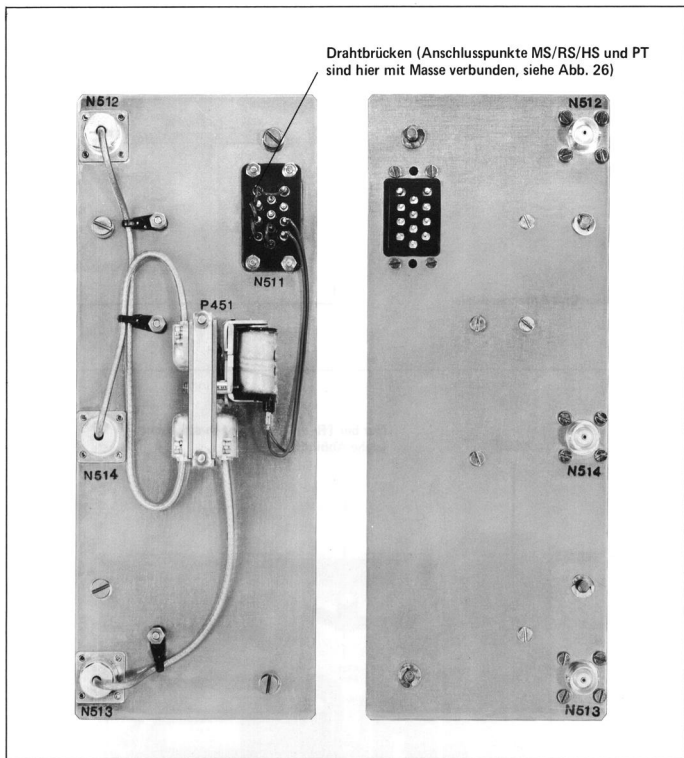 Drahtbrücken (Anschlusspunkte MS/RS/HS und PT
sind hier mit Masse verbunden, siehe Abb. 26)
N512
N511
P451
N514
N513
N512
N514
N513